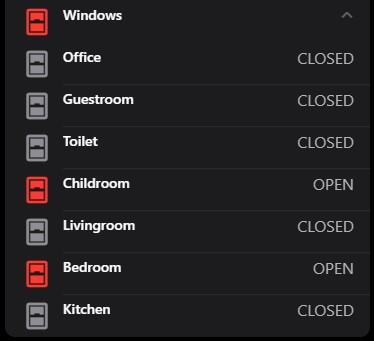 Windows
Office CLOSED
Guestroom CLOSED
Toilet CLOSED
Childroom OPEN
Livingroom CLOSED
Bedroom OPEN
Kitchen CLOSED